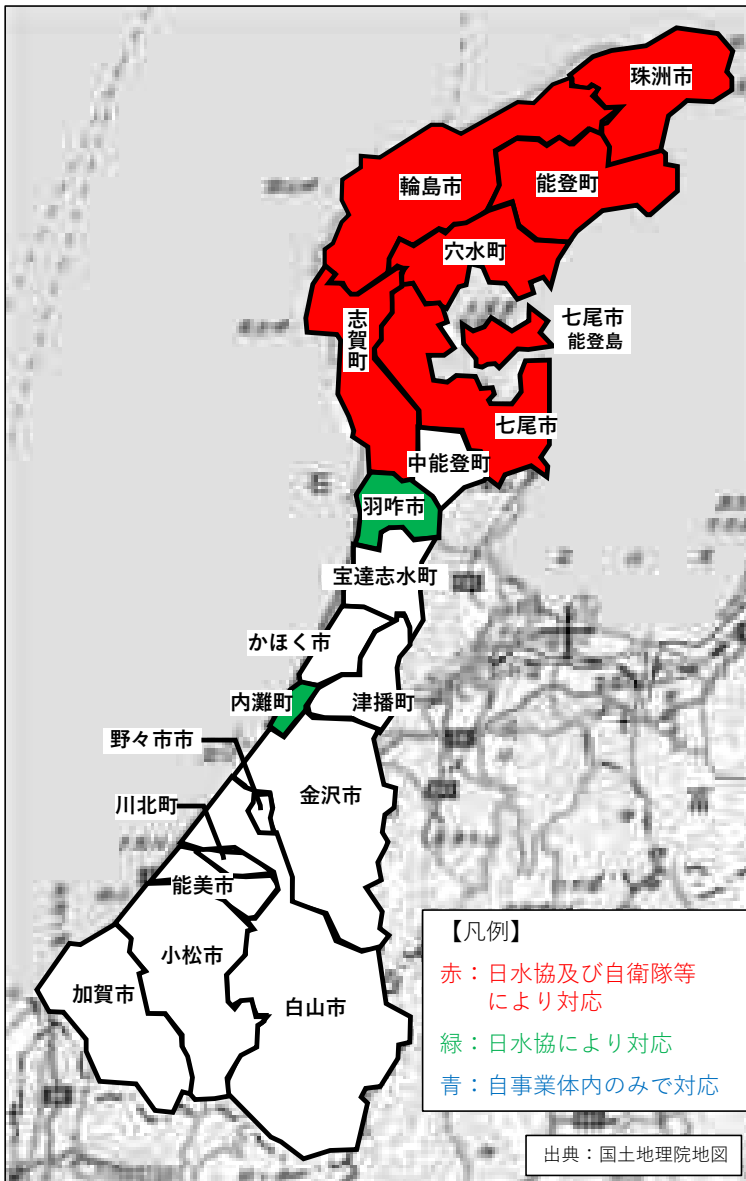 珠洲市
輪島市
能登町
穴水町
志賀町
七尾市
能登島
七尾市
中能登町
羽咋市
宝達志水町
かほく市
内灘町
津播町
野々市市
金沢市
川北町
能美市
小松市
加賀市
白山市
【凡例】
赤：日水協及び自衛隊等
により対応
緑：日水協により対応
青：自事業体内のみで対応
出典：国土地理院地図